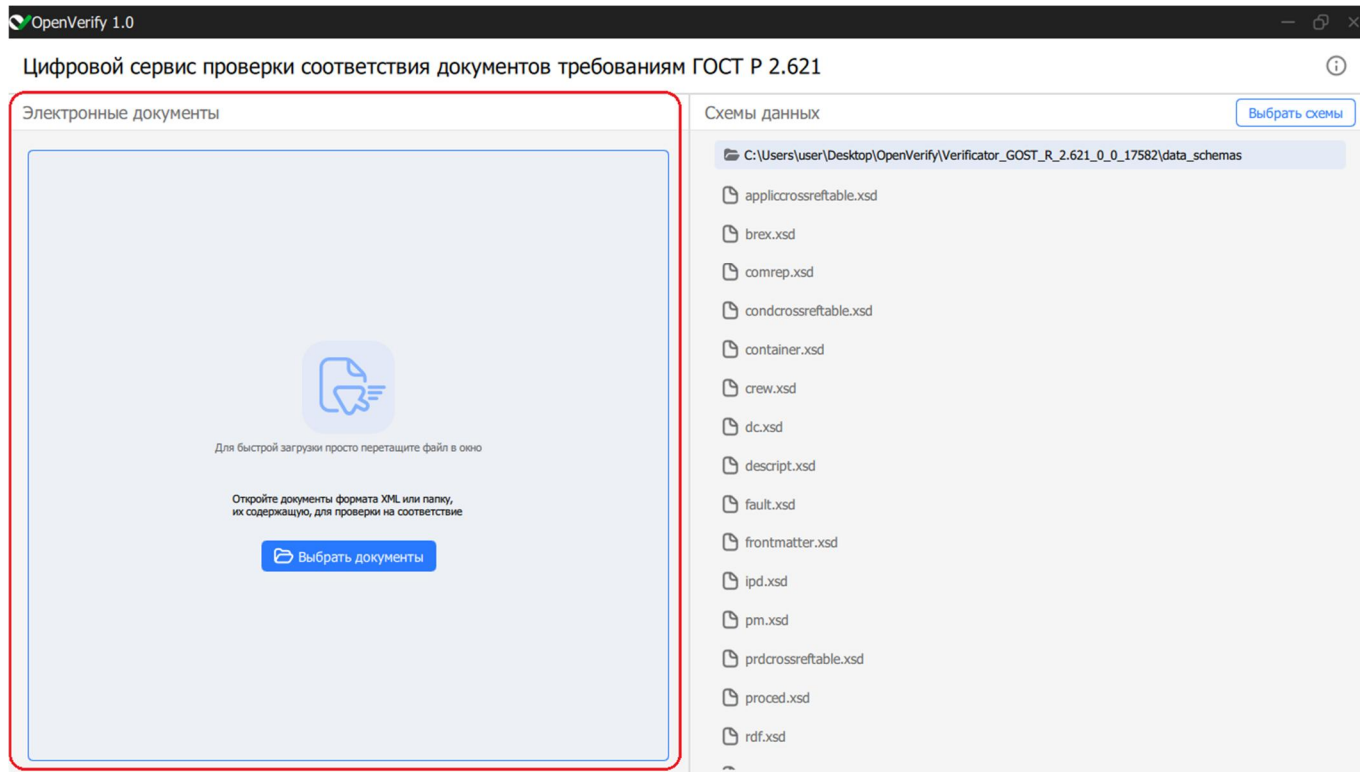 OpenVerify 1.0
Цифровой сервис проверки соответствия документов требованиям ГОСТ Р 2.621
Электронные документы
Для быстрой загрузки просто перетащите файл в окно
Откройте документы формата XML или папку,
их содержащую, для проверки на соответствие
Выбрать документы
Схемы данных
Выбрать схемы
C:\Users\user\Desktop\OpenVerify\Verificator_GOST_R_2.621_0_0_17582\data_schemas
appliccrossreftable.xsd
brex.xsd
comrep.xsd
condcrossreftable.xsd
container.xsd
crew.xsd
dc.xsd
descript.xsd
fault.xsd
frontmatter.xsd
ipd.xsd
pm.xsd
prdcrossreftable.xsd
proced.xsd
rdf.xsd